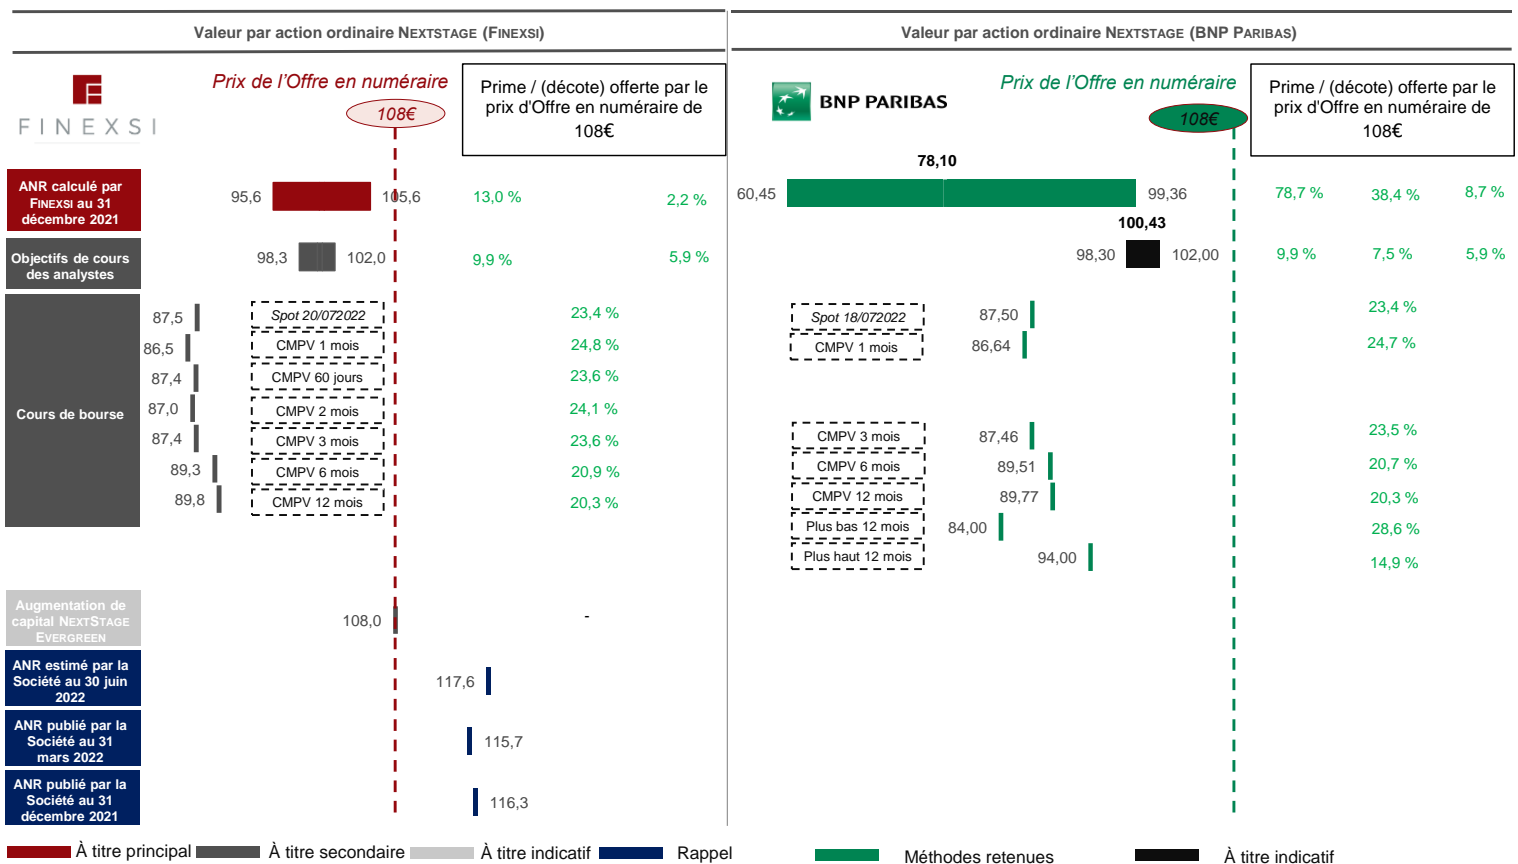 Valeur par action ordinaire NEXTSTAGE (FINEXSI)
FINEXSI
Prix de l'Offre en numéraire
108€
Prime / (décote) offerte par le
prix d'Offre en numéraire de
108€
ANR calculé par
FINEXSI au 31
décembre 2021
95,6
105,6
13,0 %
2,2 %
Objectifs de cours
des analystes
98,3
102,0
9,9 %
5,9 %
Cours de bourse
87,5
Spot 20/072022
23,4 %
86,5
CMPV 1 mois
24,8 %
87,4
CMPV 60 jours
23,6 %
87,0
CMPV 2 mois
24,1 %
87,4
CMPV 3 mois
23,6 %
89,3
CMPV 6 mois
20,9 %
89,8
CMPV 12 mois
20,3 %
Augmentation de
capital NEXTSTAGE
EVERGREEN
108,0
-
ANR estimé par la
Société au 30 juin
2022
117,6
ANR publié par la
Société au 31
mars 2022
115,7
ANR publié par la
Société au 31
décembre 2021
116,3
À titre principal
À titre secondaire
À titre indicatif
Rappel
Valeur par action ordinaire NEXTSTAGE (BNP PARIBAS)
BNP PARIBAS
Prix de l'Offre en numéraire
108€
Prime / (décote) offerte par le
prix d'Offre en numéraire de
108€
78,10
60,45
99,36
78,7 %
38,4 %
8,7 %
100,43
98,30
102,00
9,9 %
7,5 %
5,9 %
Spot 18/072022
87,50
23,4 %
CMPV 1 mois
86,64
24,7 %
CMPV 3 mois
87,46
23,5 %
CMPV 6 mois
89,51
20,7 %
CMPV 12 mois
89,77
20,3 %
Plus bas 12 mois
84,00
28,6 %
Plus haut 12 mois
94,00
14,9 %
Méthodes retenues
À titre indicatif